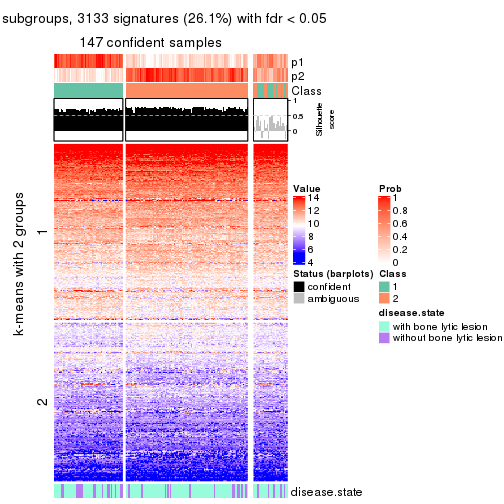 subgroups, 3133 signatures (26.1%) with fdr < 0.05
147 confident samples
p1
p2
Class
1
0.5
0
Silhouette
score
k-means with 2 groups
1
2
Value
14
12
10
8
6
4
Prob
1
0.8
0.6
0.4
0.2
0
Status (barplots)
confident
ambiguous
Class
1
2
disease.state
with bone lytic lesion
without bone lytic lesion
disease.state